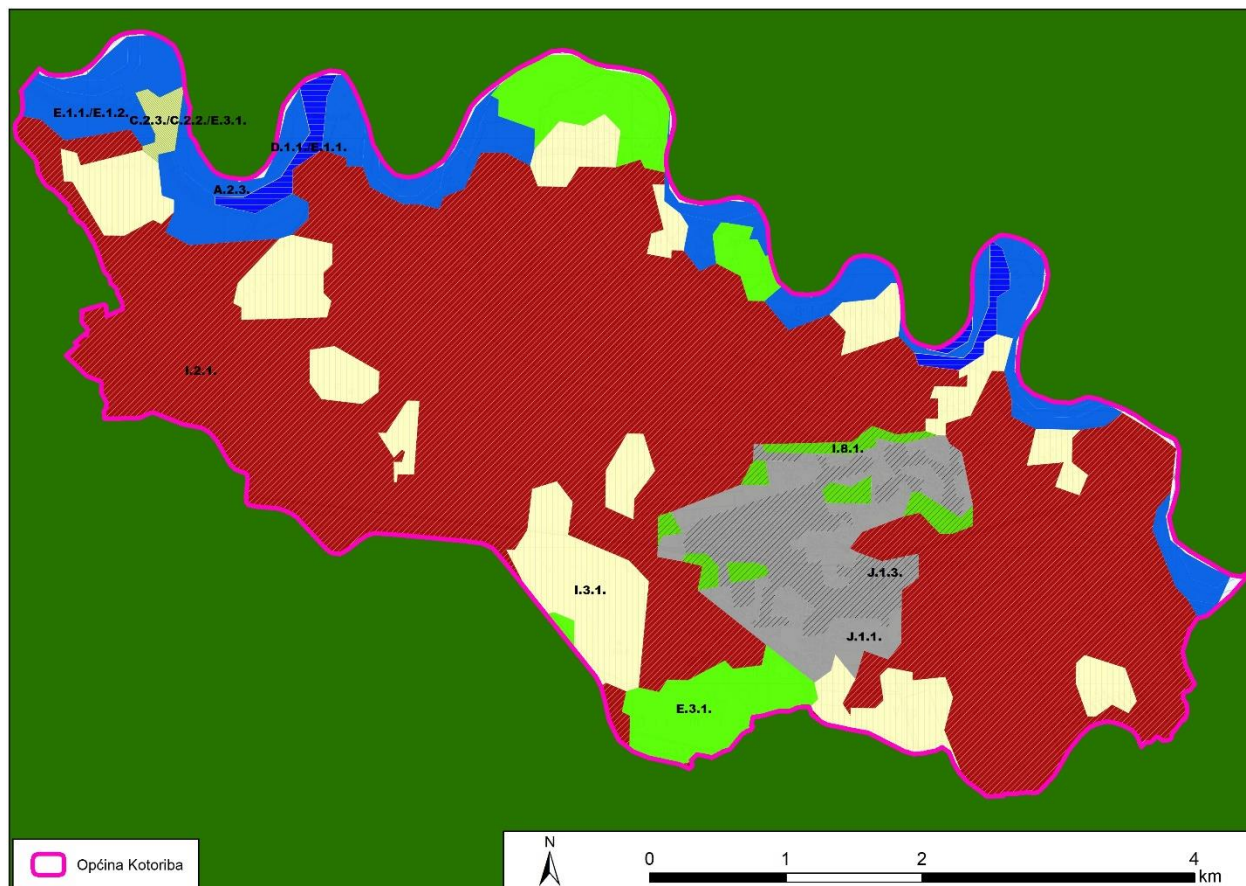 E.1.1./E.1.2.
C.2.3./C.2.2./E.3.1.
D.1.1./E.1.1.
A.2.3.
I.2.1.
I.8.1.
J.1.3.
I.3.1.
J.1.1.
E.3.1.
Općina Kotoriba
N
0 1 2 4
km